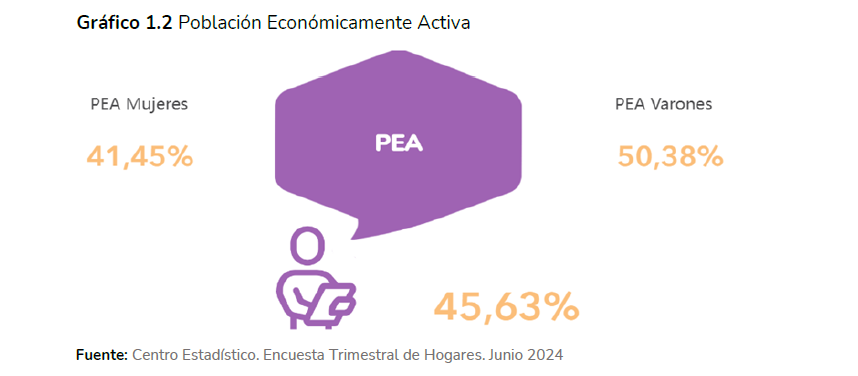 Gráfico 1.2 Población Económicamente Activa
PEA Mujeres
41,45%
PEA
PEA Varones
50,38%
45,63%
Fuente: Centro Estadístico. Encuesta Trimestral de Hogares. Junio 2024